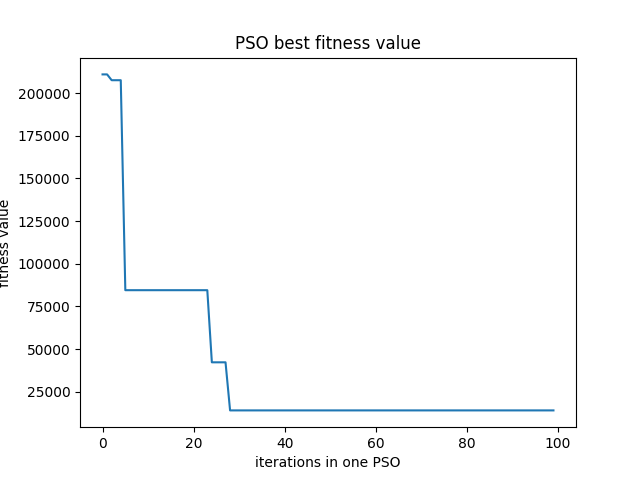 PSO best fitness value
200000
175000
150000
125000
100000
75000
50000
25000
fitness value
0 20 40 60 80 100
iterations in one PSO